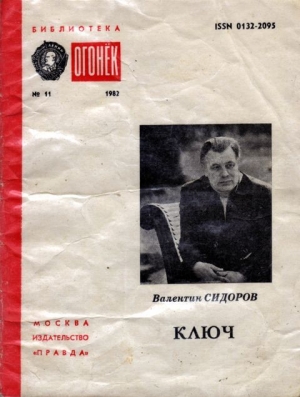 БИБЛИОТЕКА
ISSN 0132-2095
ОГОНЁК
№ 11 1982
Валентин СИДОРОВ
КЛЮЧ
МОСКВА
ИЗДАТЕЛЬСТВО
«ПРАВДА»